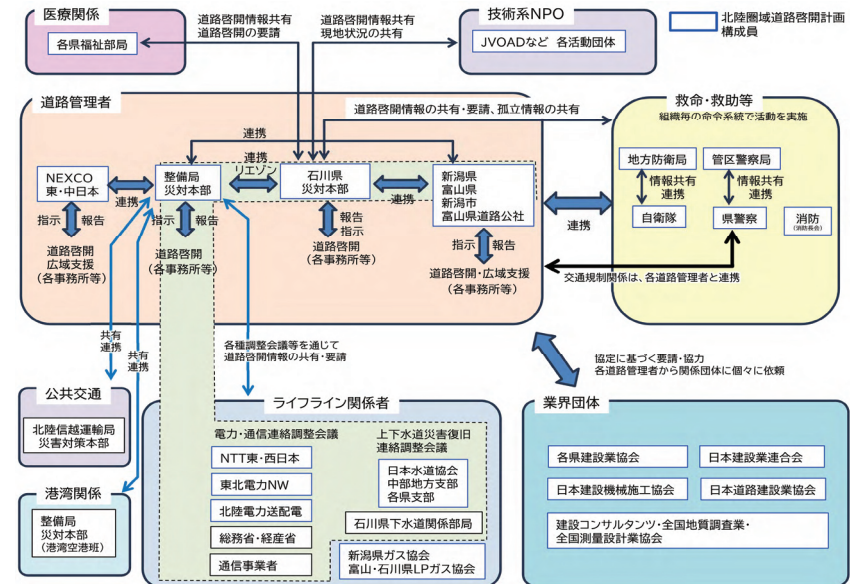 医療関係
各県福祉部局
道路啓開情報共有
道路啓開の要請
道路啓開情報共有
現地状況の共有
技術系NPO
JVOADなど 各活動団体
北陸圏域道路啓開計画
構成員
道路管理者
道路啓開情報の共有・要請、孤立情報の共有
連携
NEXCO
東・中日本
連携
指示
報告
道路啓開
広域支援
(各事務所等)
整備局
災対本部
連携
リエゾン
指示
報告
道路啓開
(各事務所等)
石川県
災対本部
連携
報告
指示
道路啓開
(各事務所等)
新潟県
富山県
新潟市
富山県道路公社
指示
報告
道路啓開・広域支援
(各事務所等)
連携
救命・救助等
組織毎の命令系統で活動を実施
地方防衛局
情報共有
連携
自衛隊
管区警察局
情報共有
連携
県警察
消防
(消防長会)
交通規制関係は、各道路管理者と連携
共有
連携
共有
連携
各種調整会議等を通じて
道路啓開情報の共有・要請
協定に基づく要請・協力
各道路管理者から関係団体に個々に依頼
公共交通
北陸信越運輸局
災害対策本部
港湾関係
整備局
災対本部
(港湾空港班)
ライフライン関係者
電力・通信連絡調整会議
NTT東・西日本
東北電力NW
北陸電力送配電
総務省・経産省
通信事業者
上下水道災害復旧
連絡調整会議
日本水道協会
中部地方支部
各県支部
石川県下水道関係部局
新潟県ガス協会
富山・石川県LPガス協会
業界団体
各県建設業協会
日本建設業連合会
日本建設機械施工協会
日本道路建設業協会
建設コンサルタンツ・全国地質調査業・
全国測量設計業協会